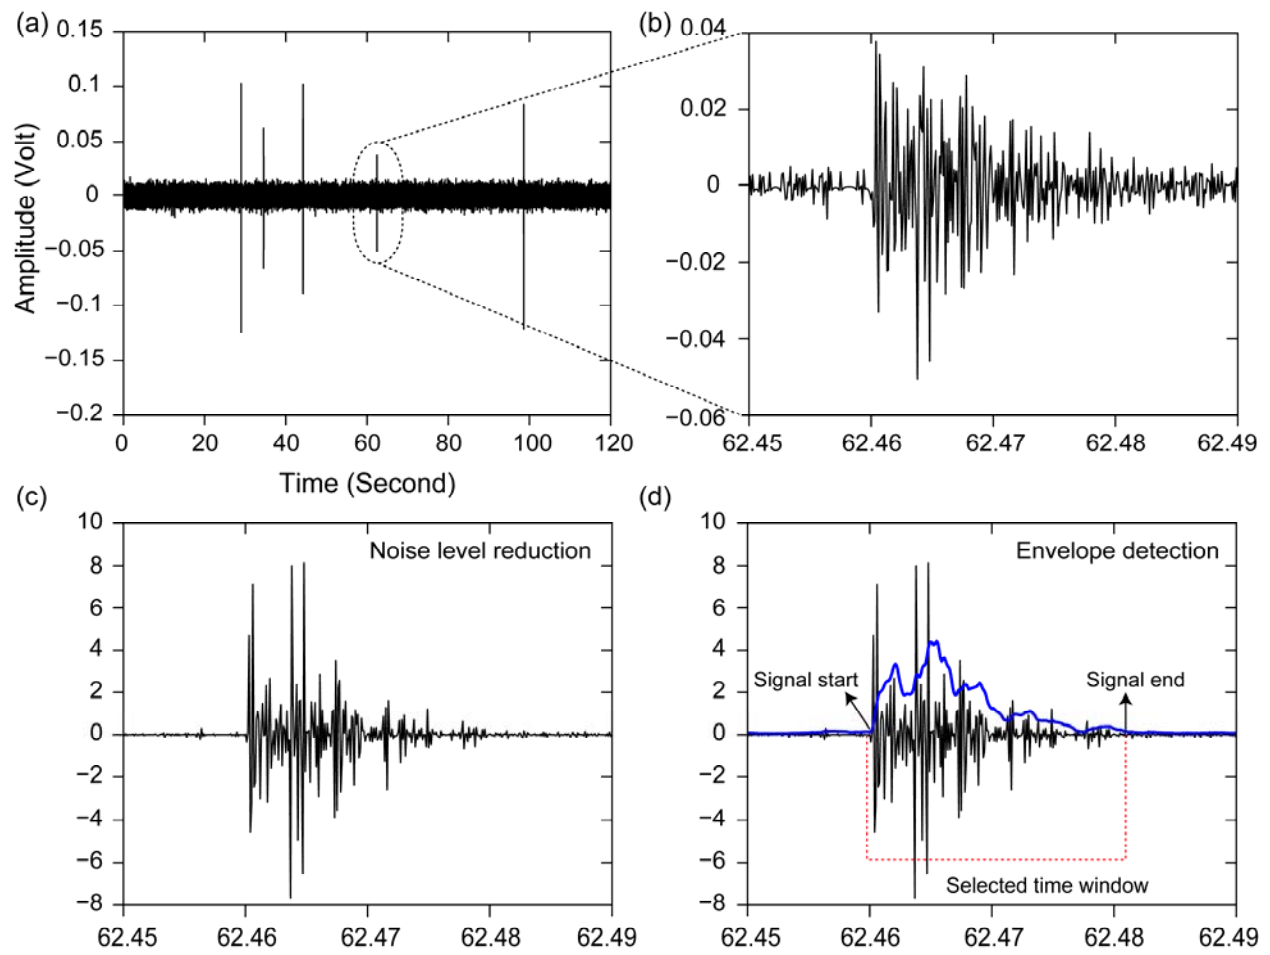 (a)
0.15
0.1
0.05
0
−0.05
−0.1
−0.15
−0.2
Amplitude (Volt)
0 20 40 60 80 100 120
Time (Second)
(b)
0.04
0.02
0
−0.02
−0.04
−0.06
62.45 62.46 62.47 62.48 62.49
(c)
10
8
6
4
2
0
−2
−4
−6
−8
Noise level reduction
62.45 62.46 62.47 62.48 62.49
(d)
10
8
6
4
2
0
−2
−4
−6
−8
Envelope detection
Signal start
Signal end
Selected time window
62.45 62.46 62.47 62.48 62.49